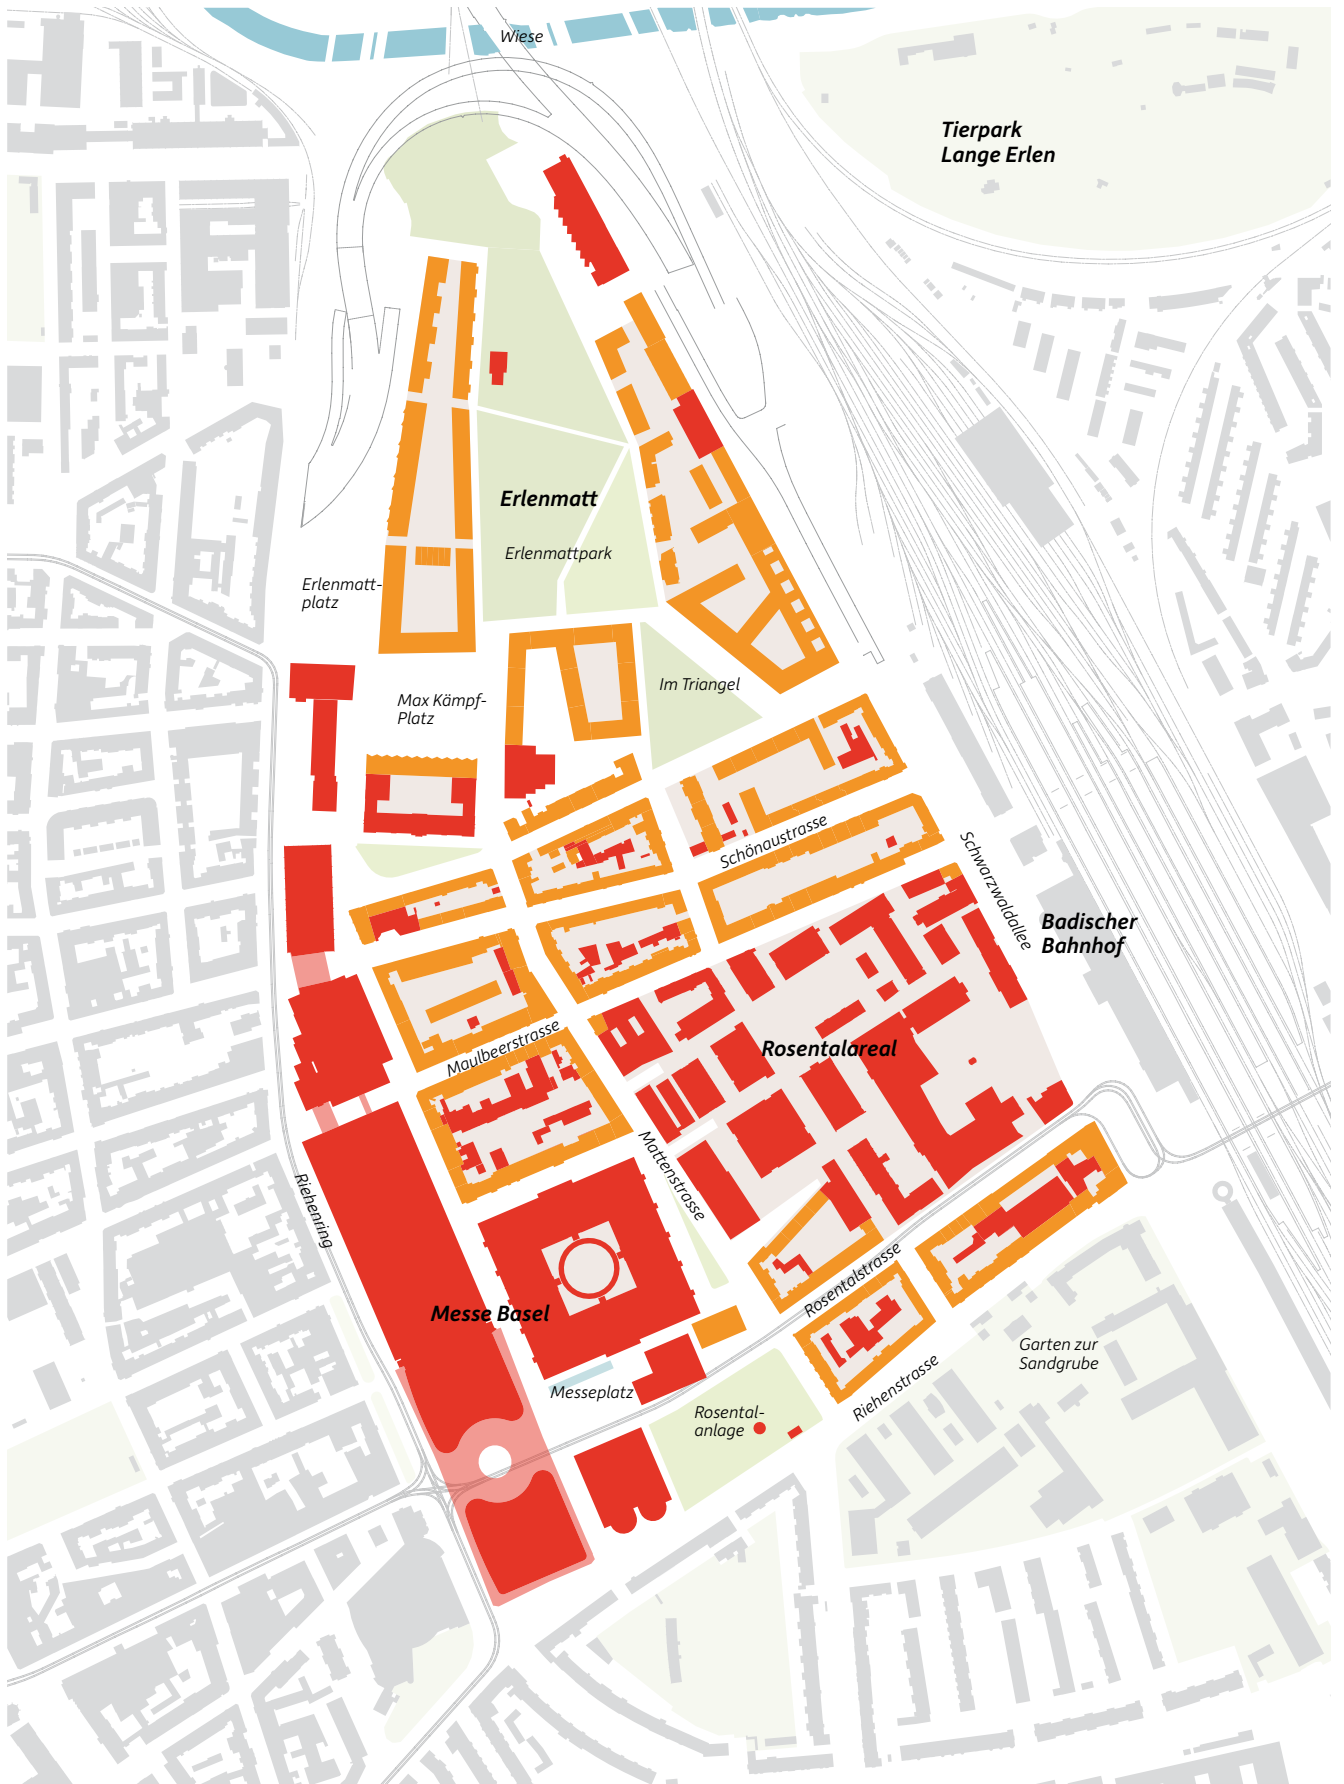 Wiese
Tierpark
Lange Erlen
Erlenmatt
Erlenmattpark
Erlenmatt-
platz
Im Triangel
Max Kämpf-
Platz
Schönaustrasse
Schwarzwaldallee
Badischer
Bahnhof
Maulbeerstrasse
Rosentalareal
Mattenstrasse
Riehenring
Rosentalstrasse
Messe Basel
Garten zur
Sandgrube
Riehenstrasse
Messeplatz
Rosental-
anlage